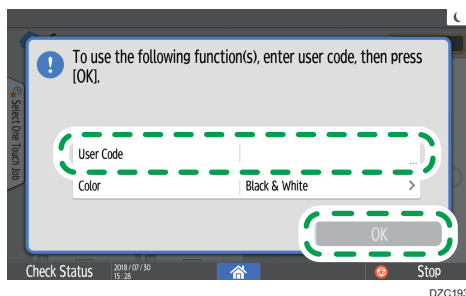 To use the following function(s), enter user code, then press
[OK].
Select One Touch Job
User Code ...
Color Black & White >
OK
Check Status 2018/07/30
15:28
Stop
DZC193